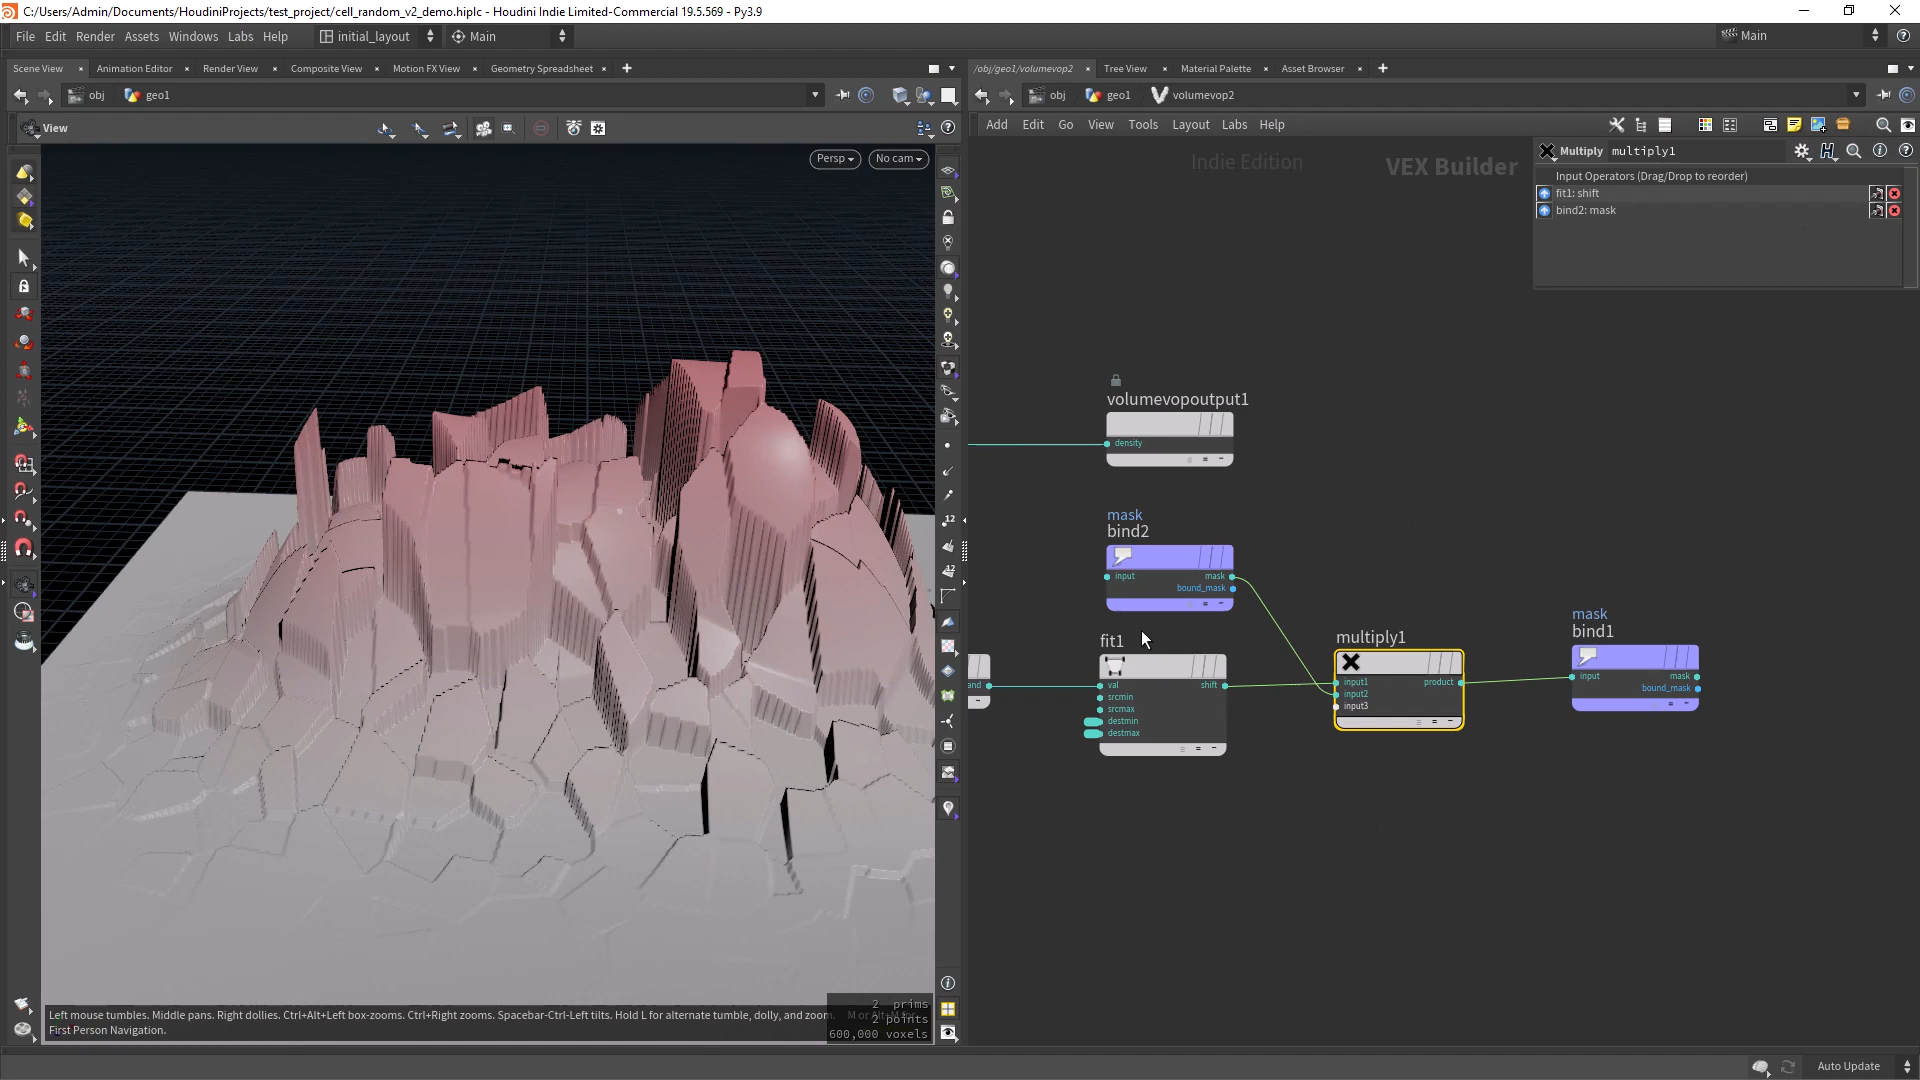 C:/Users/Admin/Documents/HoudiniProjects/test_project/cell_random_v2_demo.hiplc - Houdini Indie Limited-Commercial 19.5.569 - Py3.9
File Edit Render Assets Windows Labs Help initial_layout Main Main
Scene View Animation Editor Render View Composite View Motion FX View Geometry Spreadsheet
/obj/geo1/volumevop2 Tree View Material Palette Asset Browser
obj geo1
obj geo1 volumevop2
View
Add Edit Go View Tools Layout Labs Help
Persp No cam
Indie Edition
VEX Builder
Multiply multiply1
Input Operators (Drag/Drop to reorder)
fit1: shift
bind2: mask
volumevopoutput1
density
mask
bind2
input mask
bound_mask
fit1
val shift
srcmin
srcmax
destmin
destmax
multiply1
input1 product
input2
input3
mask
bind1
input mask
bound_mask
12
12
2 prims
2 points
600,000 voxels
Left mouse tumbles. Middle pans. Right dollies. Ctrl+Alt+Left box-zooms. Ctrl+Right zooms. Spacebar-Ctrl-Left tilts. Hold L for alternate tumble, dolly, and zoom. M or Alt+M for
First Person Navigation.
Auto Update